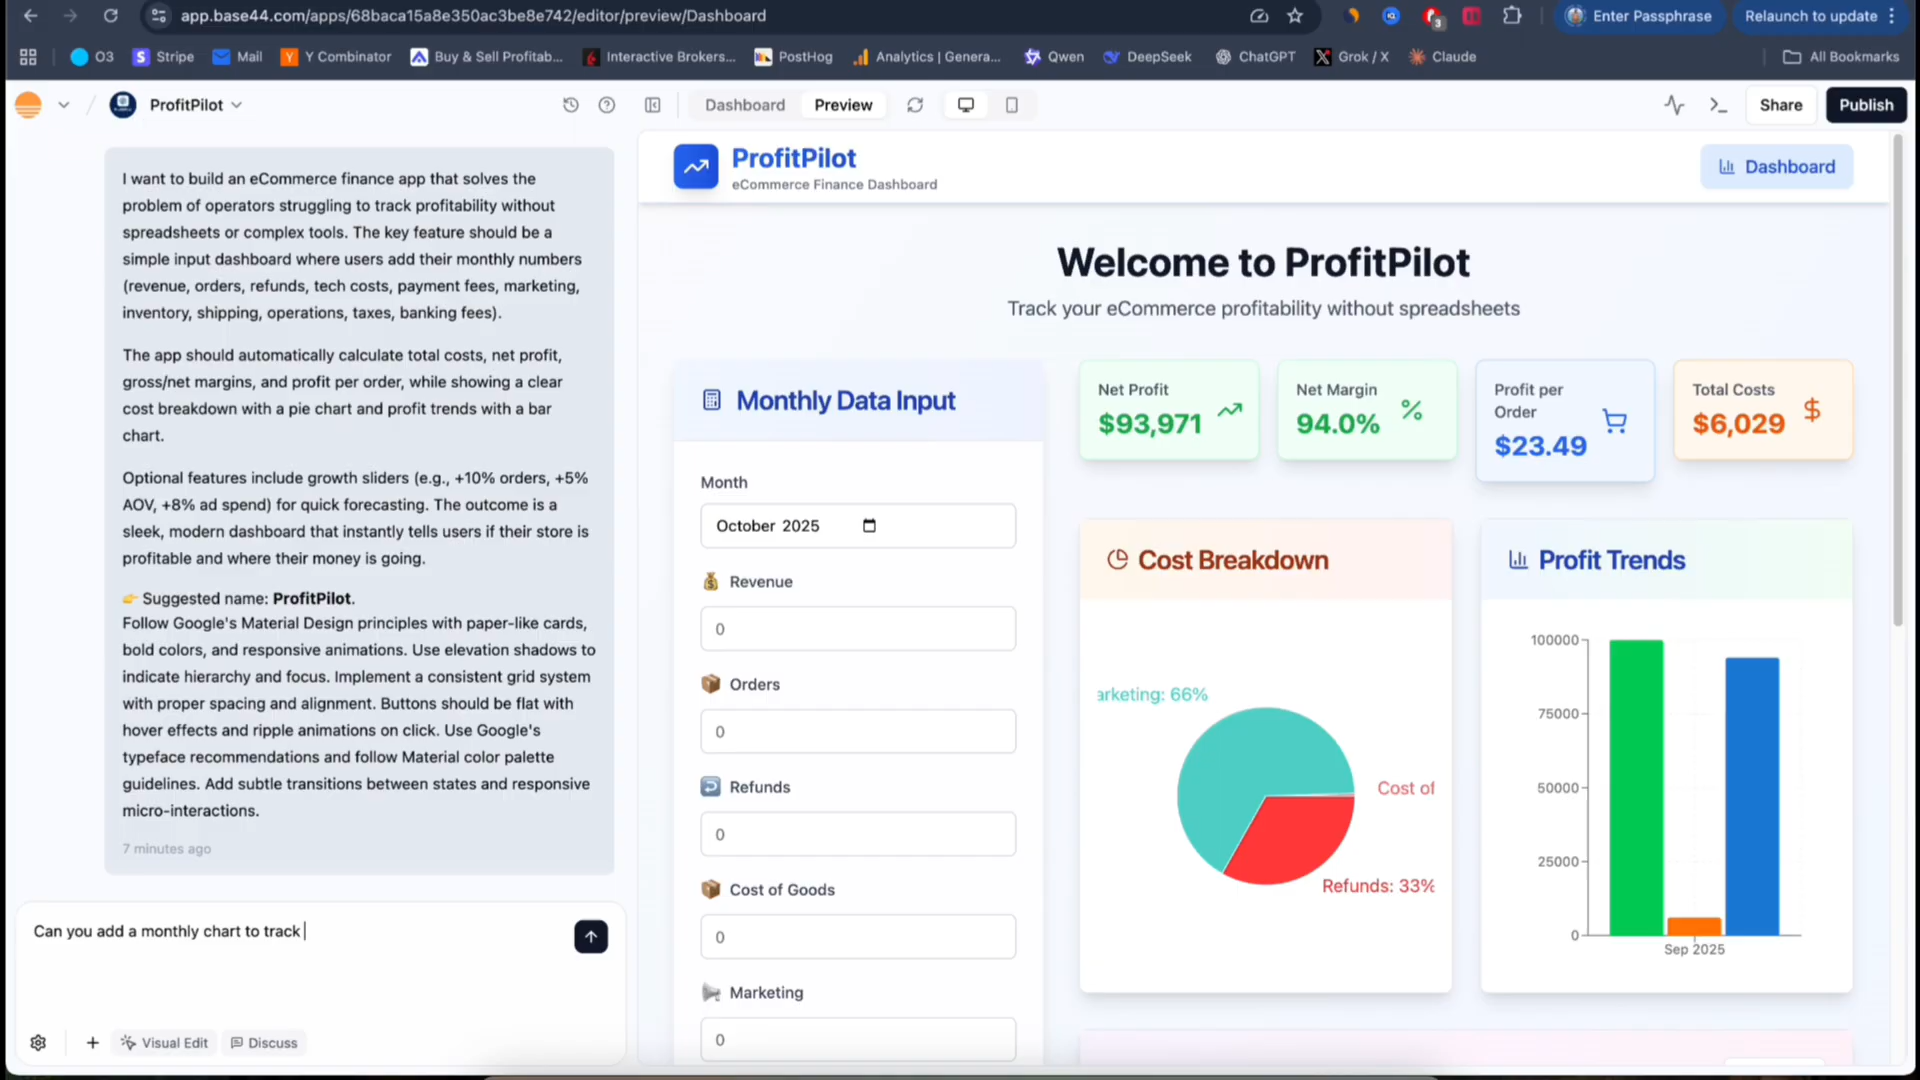 app.base44.com/apps/68baca15a8e350ac3be8e742/editor/preview/Dashboard
3
Enter Passphrase
Relaunch to update
O3
Stripe
Mail
Y Combinator
Buy & Sell Profitab...
Interactive Brokers...
PostHog
Analytics | Genera...
Qwen
DeepSeek
ChatGPT
Grok / X
Claude
All Bookmarks
ProfitPilot
Dashboard
Preview
Share
Publish
I want to build an eCommerce finance app that solves the
problem of operators struggling to track profitability without
spreadsheets or complex tools. The key feature should be a
simple input dashboard where users add their monthly numbers
(revenue, orders, refunds, tech costs, payment fees, marketing,
inventory, shipping, operations, taxes, banking fees).
The app should automatically calculate total costs, net profit,
gross/net margins, and profit per order, while showing a clear
cost breakdown with a pie chart and profit trends with a bar
chart.
Optional features include growth sliders (e.g., +10% orders, +5%
AOV, +8% ad spend) for quick forecasting. The outcome is a
sleek, modern dashboard that instantly tells users if their store is
profitable and where their money is going.
👉 Suggested name: ProfitPilot.
Follow Google's Material Design principles with paper-like cards,
bold colors, and responsive animations. Use elevation shadows to
indicate hierarchy and focus. Implement a consistent grid system
with proper spacing and alignment. Buttons should be flat with
hover effects and ripple animations on click. Use Google's
typeface recommendations and follow Material color palette
guidelines. Add subtle transitions between states and responsive
micro-interactions.
7 minutes ago
Can you add a monthly chart to track
Visual Edit
Discuss
ProfitPilot
eCommerce Finance Dashboard
Dashboard
Welcome to ProfitPilot
Track your eCommerce profitability without spreadsheets
Monthly Data Input
Month
October 2025
Revenue
0
Orders
0
Refunds
0
Cost of Goods
0
Marketing
0
Net Profit
$93,971
Net Margin
94.0%
%
Profit per
Order
$23.49
Total Costs
$6,029
$
Cost Breakdown
arketing: 66%
Cost of
Refunds: 33%
Profit Trends
100000
75000
50000
25000
0
Sep 2025